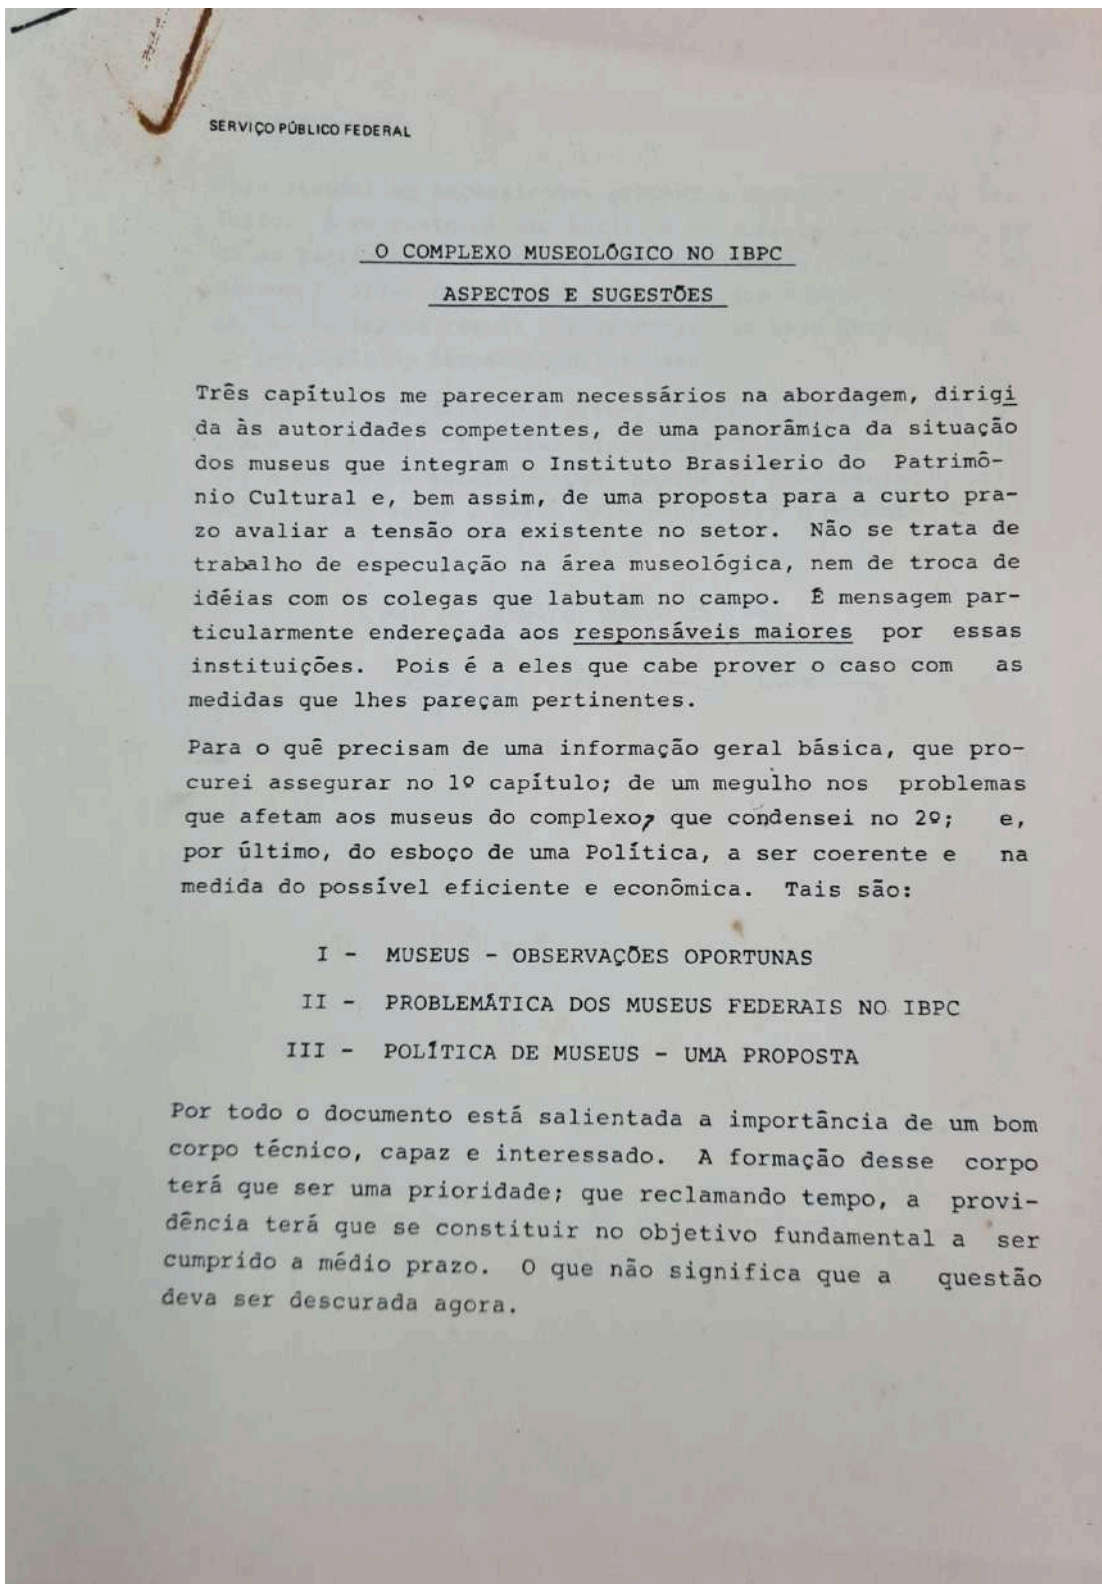 SERVIÇO PÚBLICO FEDERAL
O COMPLEXO MUSEOLÓGICO NO IBPC
ASPECTOS E SUGESTÕES
Três capítulos me pareceram necessários na abordagem, dirigi
da às autoridades competentes, de uma panorâmica da situação
dos museus que integram o Instituto Brasilerio do Patrimô-
nio Cultural e, bem assim, de uma proposta para a curto pra-
zo avaliar a tensão ora existente no setor. Não se trata de
trabalho de especulação na área museológica, nem de troca de
idéias com os colegas que labutam no campo. É mensagem par-
ticularmente endereçada aos responsáveis maiores por essas
instituições. Pois é a eles que cabe prover o caso com as
medidas que lhes pareçam pertinentes.
Para o quê precisam de uma informação geral básica, que pro-
curei assegurar no 1º capítulo; de um megulho nos problemas
que afetam aos museus do complexo, que condensei no 2º; e,
por último, do esboço de uma Política, a ser coerente e na
medida do possível eficiente e econômica. Tais são:
I - MUSEUS - OBSERVAÇÕES OPORTUNAS
II - PROBLEMÁTICA DOS MUSEUS FEDERAIS NO IBPC
III - POLÍTICA DE MUSEUS - UMA PROPOSTA
Por todo o documento está salientada a importância de um bom
corpo técnico, capaz e interessado. A formação desse corpo
terá que ser uma prioridade; que reclamando tempo, a provi-
dência terá que se constituir no objetivo fundamental a ser
cumprido a médio prazo. O que não significa que a questão
deva ser descurada agora.